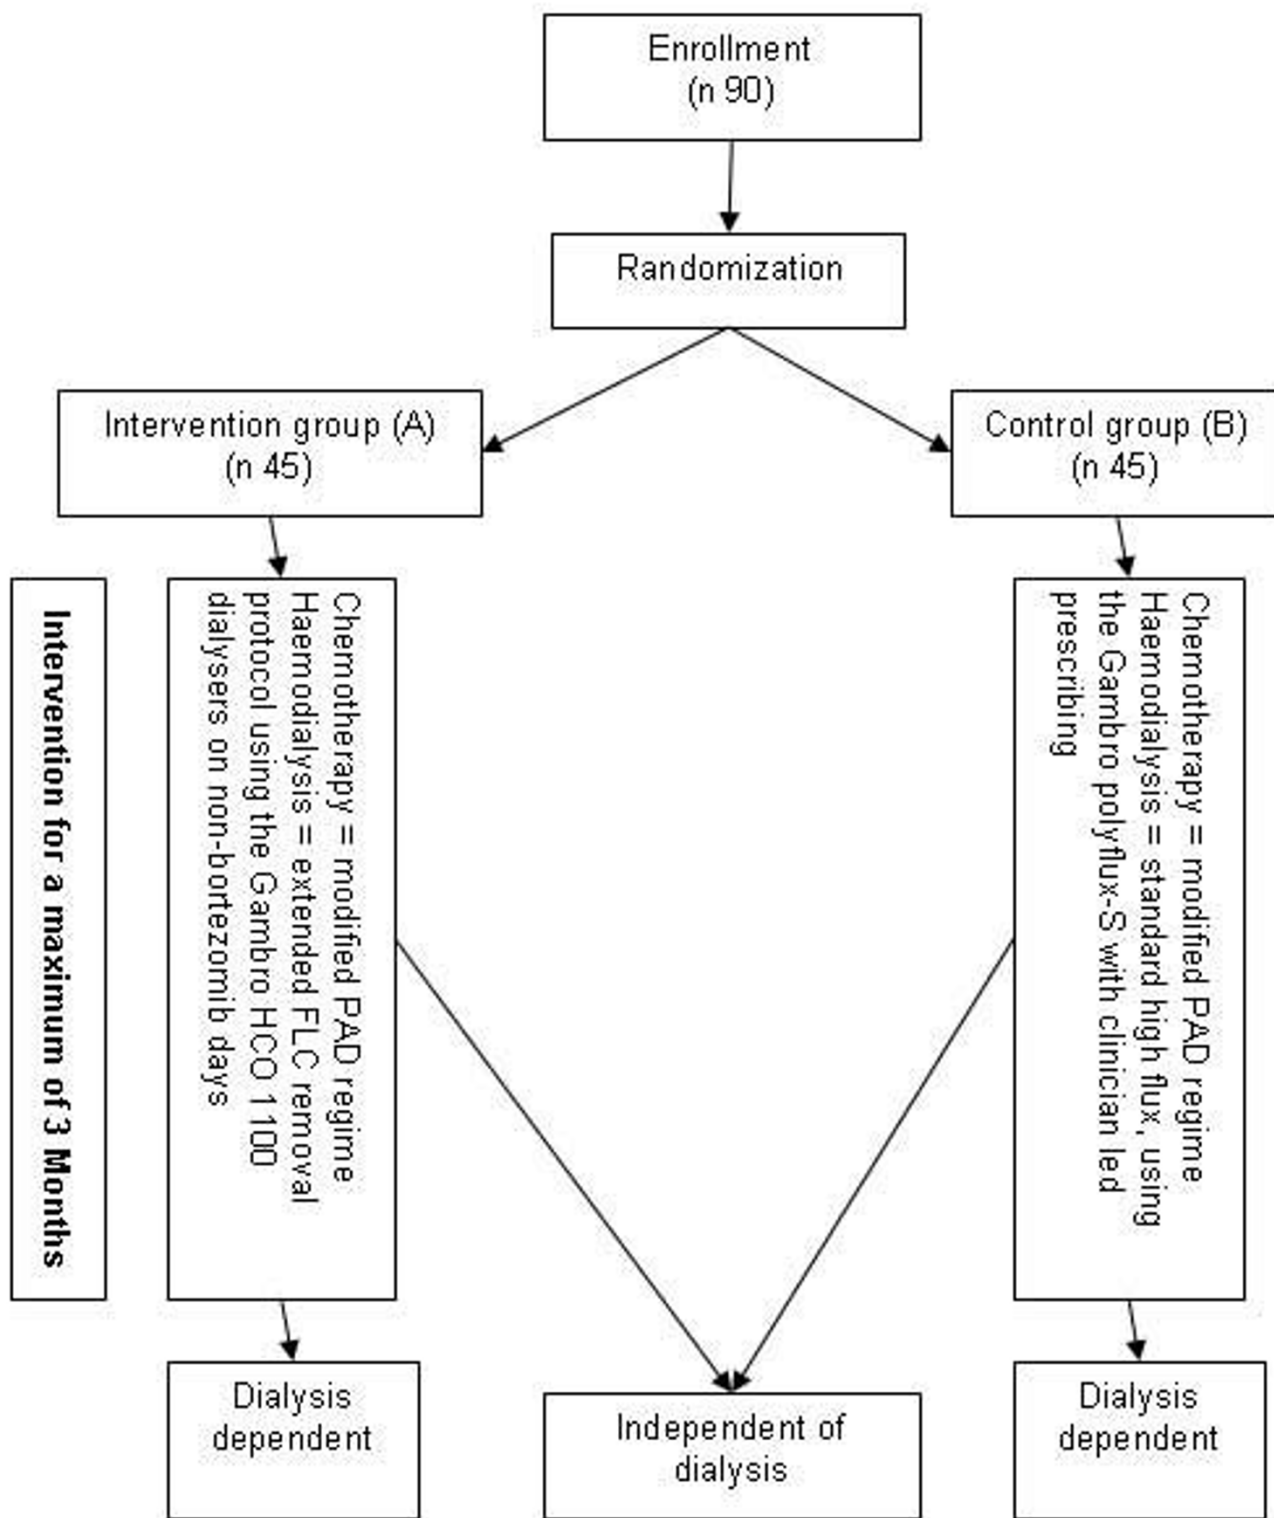 Enrollment
(n 90)
Randomization
Intervention group (A)
(n 45)
Control group (B)
(n 45)
Intervention for a maximum of 3 Months
Chemotherapy = modified PAD regime
Haemodialysis = extended FLC removal
protocol using the Gambro HCO 1100
dialysers on non-bortezomib days
Chemotherapy = modified PAD regime
Haemodialysis = standard high flux, using
the Gambro polyflux-S with clinician led
prescribing
Dialysis
dependent
Independent of
dialysis
Dialysis
dependent